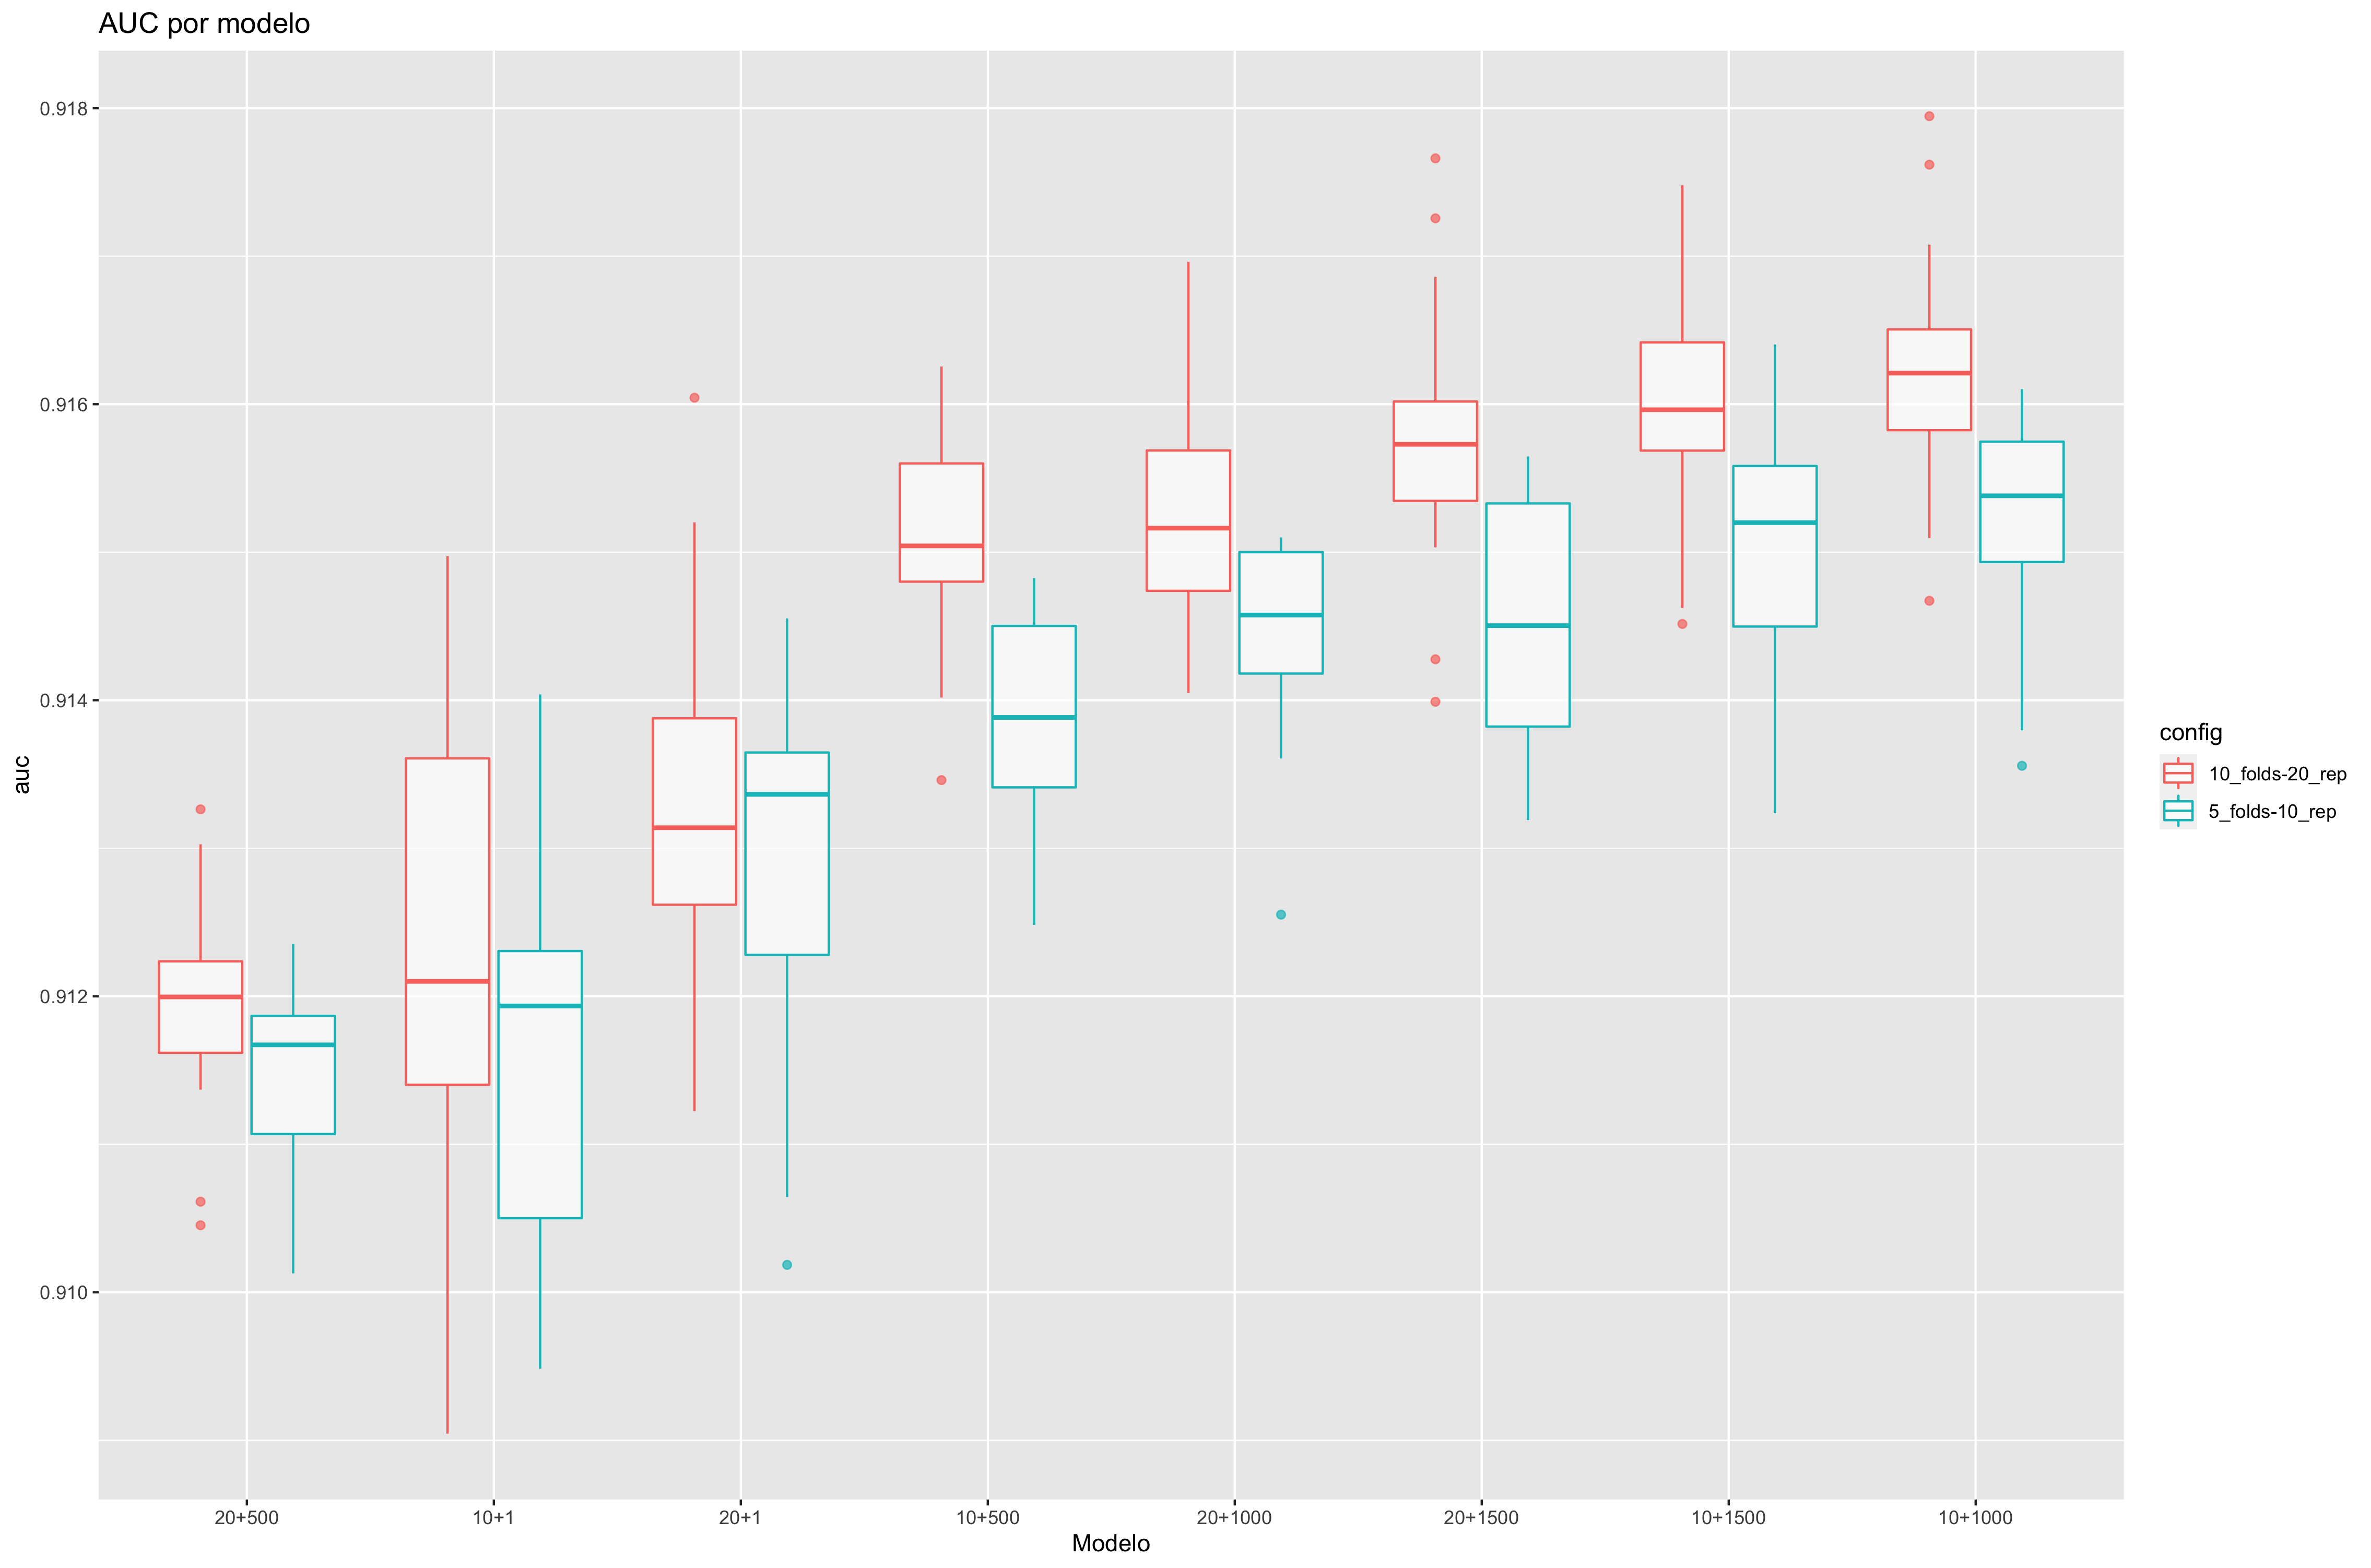 AUC por modelo
0.918
0.916
0.914
0.912
0.910
auc
20+500 10+1 20+1 10+500 20+1000 20+1500 10+1500 10+1000
Modelo
config
10_folds-20_rep
5_folds-10_rep